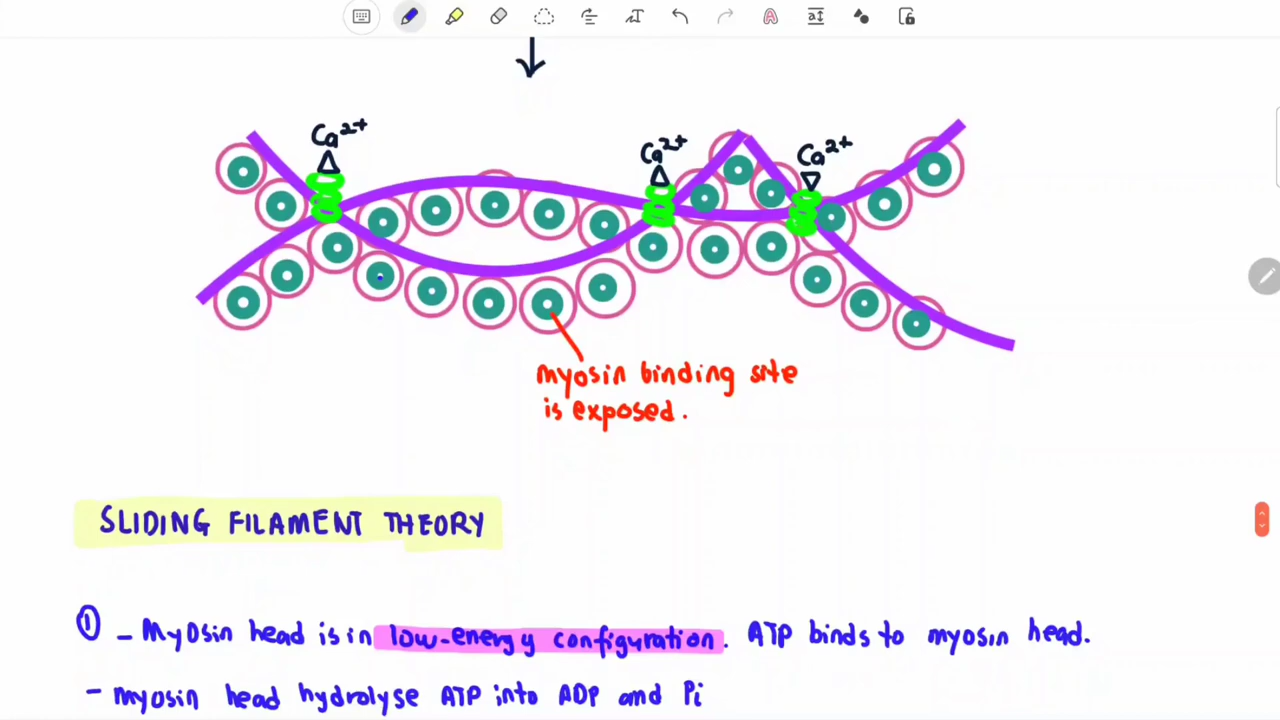 Ca2+
Ca2+
Ca2+
myosin binding site
is exposed.
SLIDING FILAMENT THEORY
① - Myosin head is in low-energy configuration. ATP binds to myosin head.
- myosin head hydrolyse ATP into ADP and Pi